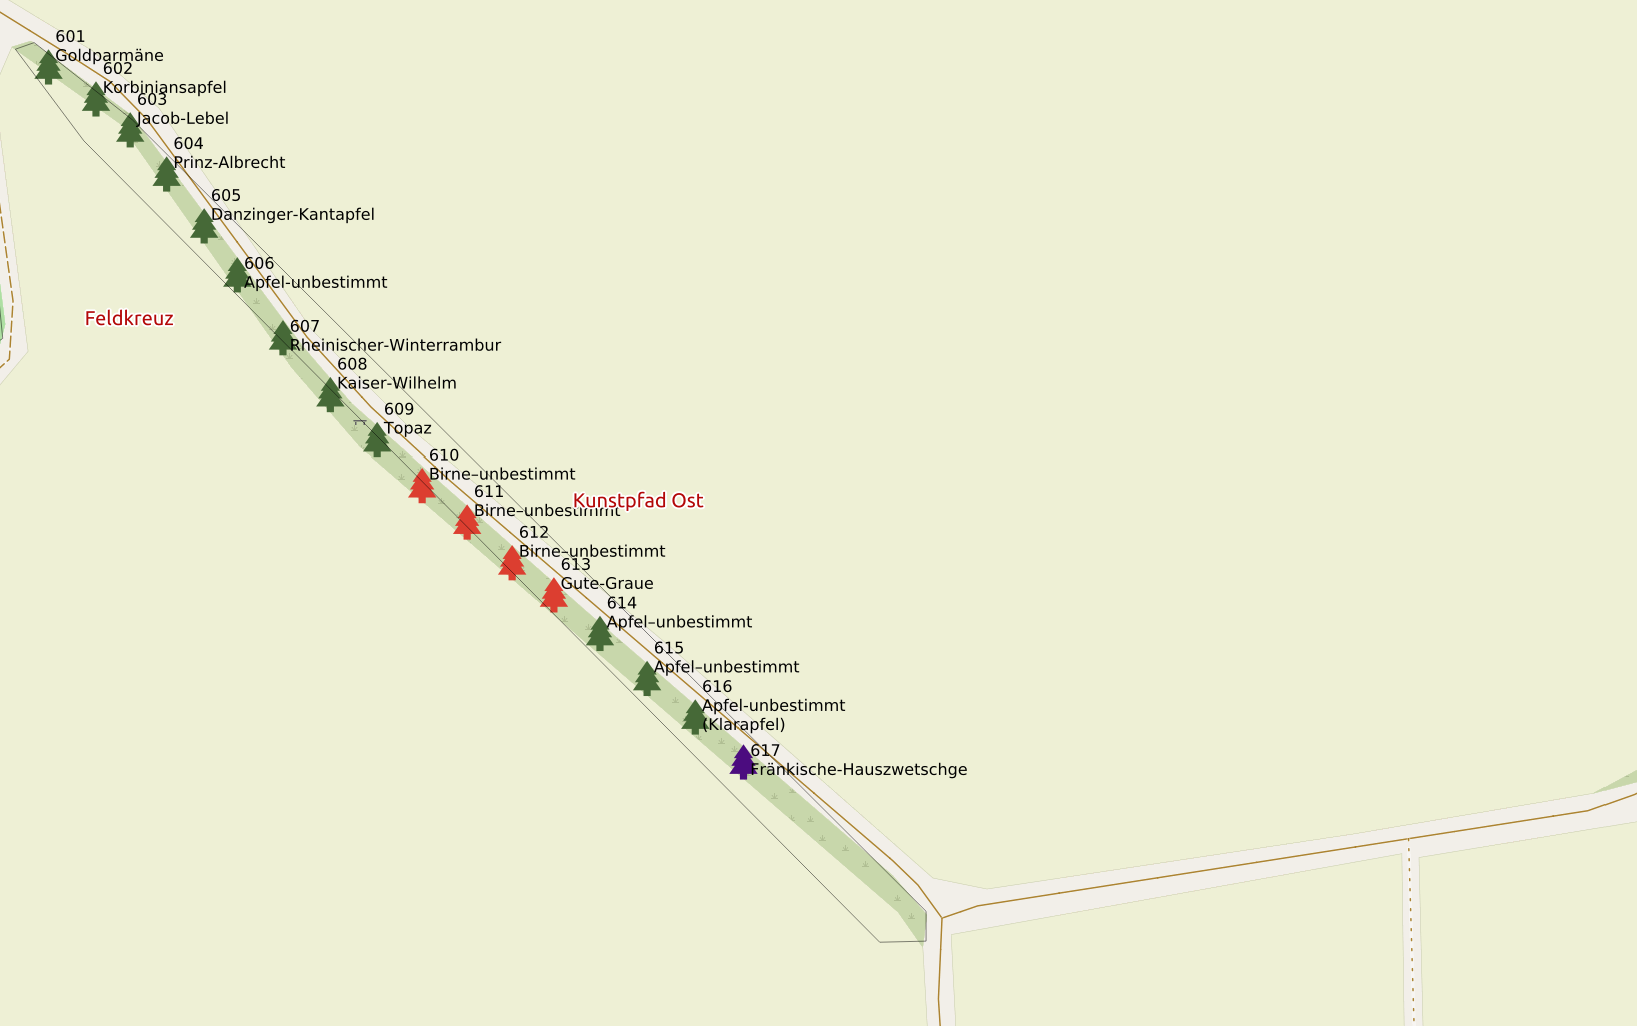 601
Goldparmäne
602
Korbiniansapfel
603
Jacob-Lebel
604
Prinz-Albrecht
605
Danzinger-Kantapfel
606
Apfel-unbestimmt
Feldkreuz
607
Rheinischer-Winterrambur
608
Kaiser-Wilhelm
609
Topaz
610
Birne–unbestimmt
611
Birne–unbestimmt
Kunstpfad Ost
612
Birne–unbestimmt
613
Gute-Graue
614
Apfel–unbestimmt
615
Apfel–unbestimmt
616
Apfel-unbestimmt
(Klarapfel)
617
Fränkische-Hauszwetschge